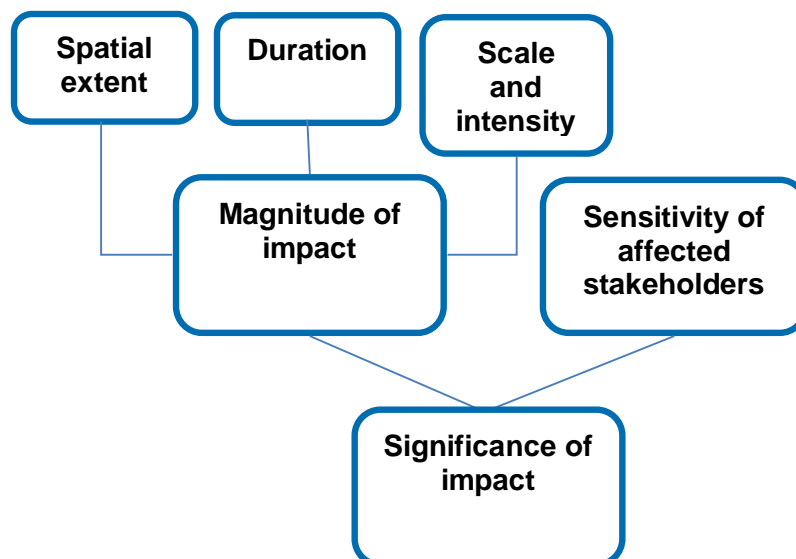 Spatial
extent
Duration
Scale
and
intensity
Magnitude of
impact
Sensitivity of
affected
stakeholders
Significance of
impact